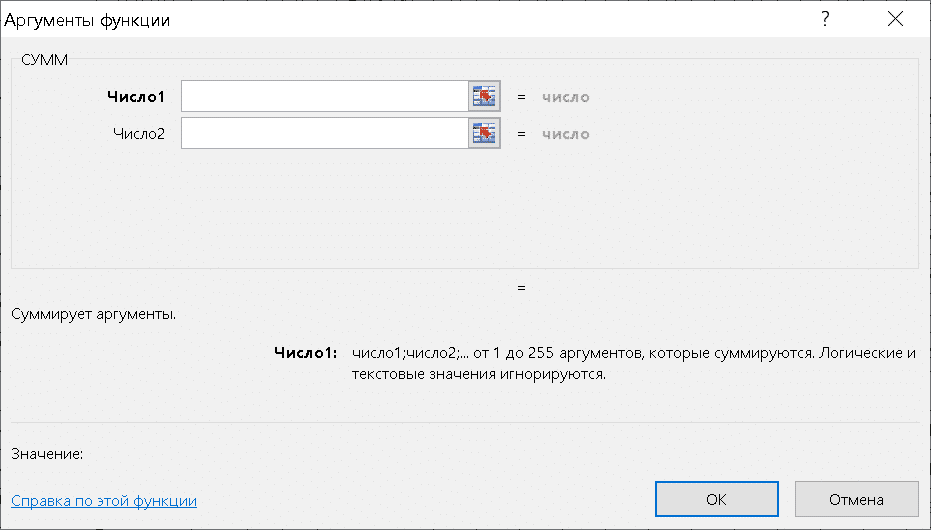 Аргументы функции
?
СУММ
Число1 = число
Число2 = число
=
Суммирует аргументы.
Число1: число1;число2;... от 1 до 255 аргументов, которые суммируются. Логические и
текстовые значения игнорируются.
Значение:
Справка по этой функции
ОК
Отмена